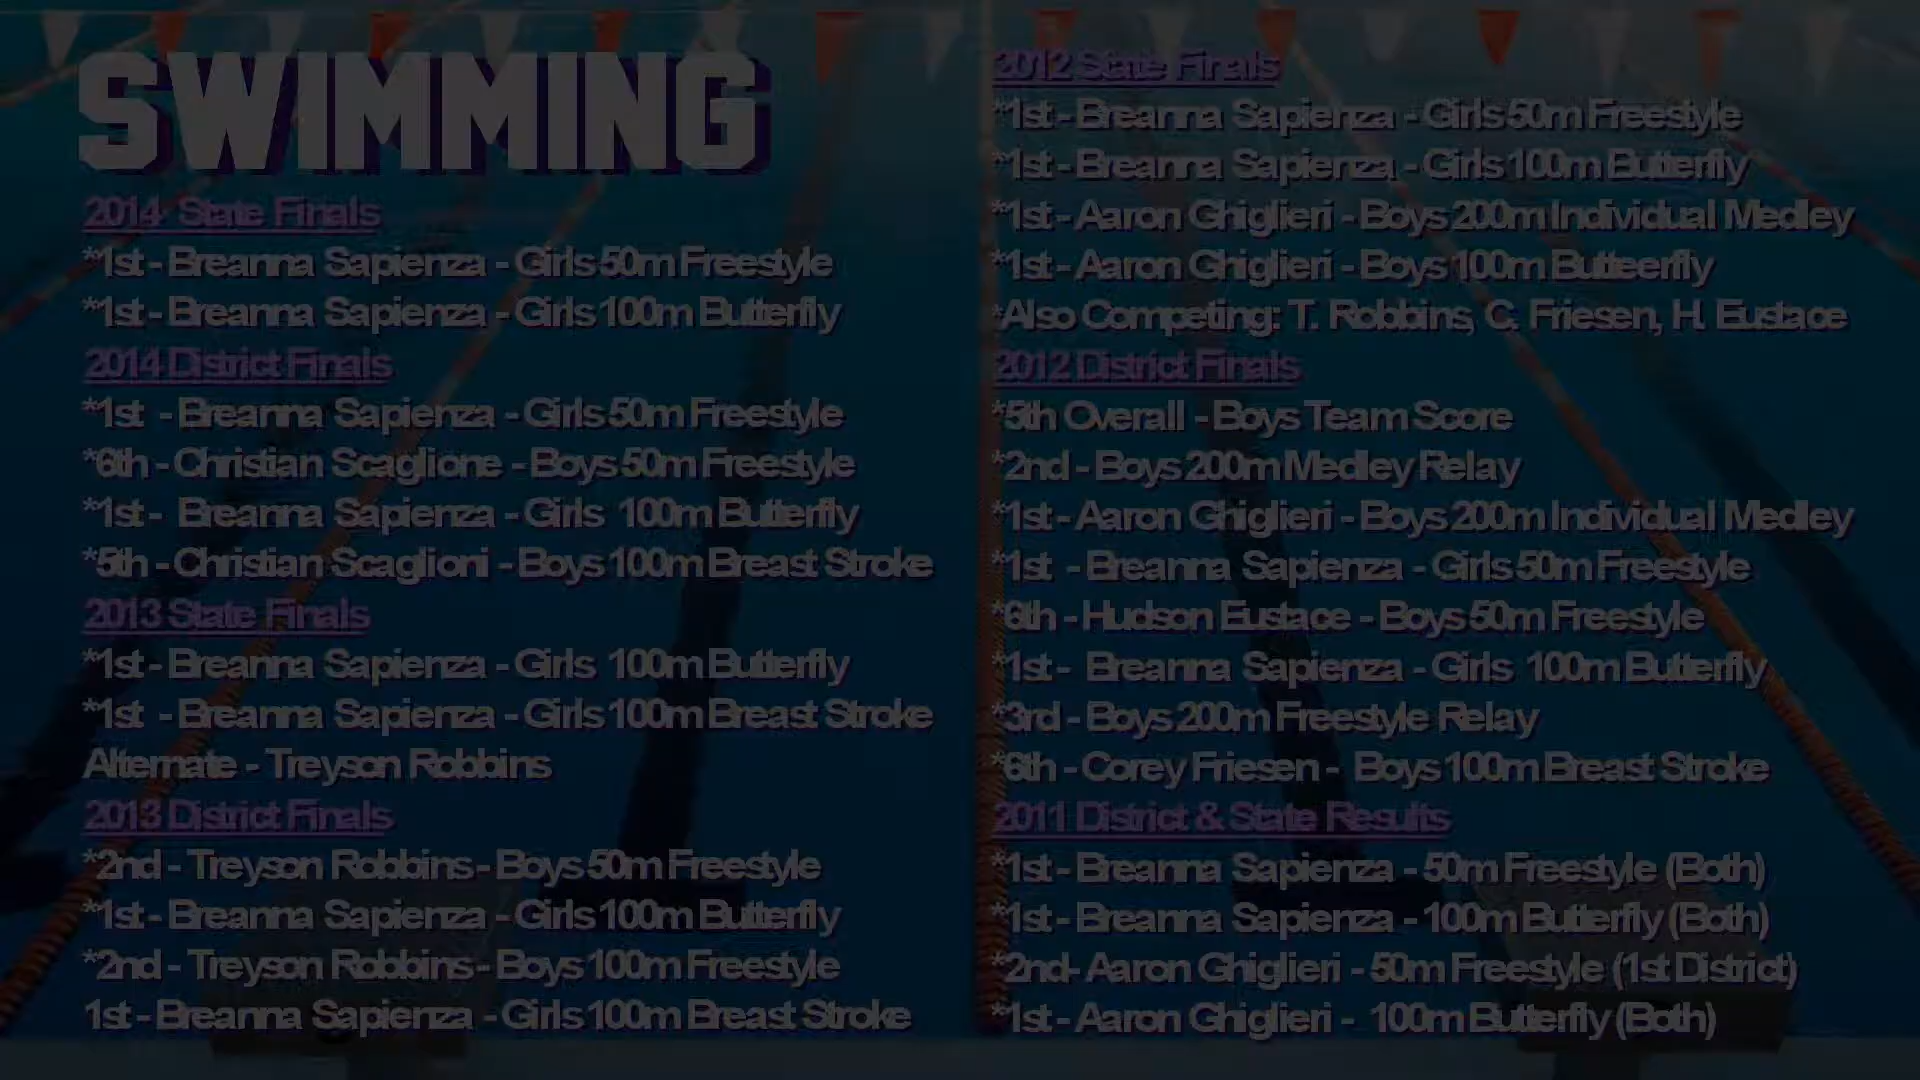 SWIMMING
2014 State Finals
*1st - Breanna Sapienza - Girls 50m Freestyle
*1st - Breanna Sapienza - Girls 100m Butterfly
2014 District Finals
*1st - Breanna Sapienza - Girls 50m Freestyle
*6th - Christian Scaglione - Boys 50m Freestyle
*1st - Breanna Sapienza - Girls 100m Butterfly
*5th - Christian Scaglioni - Boys 100m Breast Stroke
2013 State Finals
*1st - Breanna Sapienza - Girls 100m Butterfly
*1st - Breanna Sapienza - Girls 100m Breast Stroke
Alternate - Treyson Robbins
2013 District Finals
*2nd - Treyson Robbins - Boys 50m Freestyle
*1st - Breanna Sapienza - Girls 100m Butterfly
*2nd - Treyson Robbins - Boys 100m Freestyle
1st - Breanna Sapienza - Girls 100m Breast Stroke
2012 State Finals
*1st - Breanna Sapienza - Girls 50m Freestyle
*1st - Breanna Sapienza - Girls 100m Butterfly
*1st - Aaron Ghiglieri - Boys 200m Individual Medley
*1st - Aaron Ghiglieri - Boys 100m Butteerfly
*Also Competing: T. Robbins, C. Friesen, H. Eustace
2012 District Finals
*5th Overall - Boys Team Score
*2nd - Boys 200m Medley Relay
*1st - Aaron Ghiglieri - Boys 200m Individual Medley
*1st - Breanna Sapienza - Girls 50m Freestyle
*6th - Hudson Eustace - Boys 50m Freestyle
*1st - Breanna Sapienza - Girls 100m Butterfly
*3rd - Boys 200m Freestyle Relay
*6th - Corey Friesen - Boys 100m Breast Stroke
2011 District & State Results
*1st - Breanna Sapienza - 50m Freestyle (Both)
*1st - Breanna Sapienza - 100m Butterfly (Both)
*2nd- Aaron Ghiglieri - 50m Freestyle (1st District)
*1st - Aaron Ghiglieri - 100m Butterfly (Both)